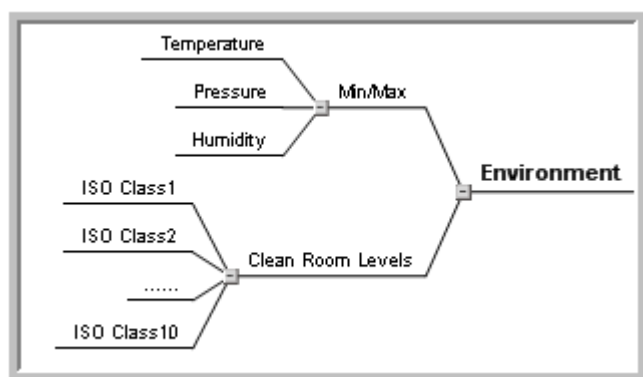 Temperature
Pressure
Min/Max
Humidity
Environment
ISO Class1
ISO Class2
Clean Room Levels
......
ISO Class10